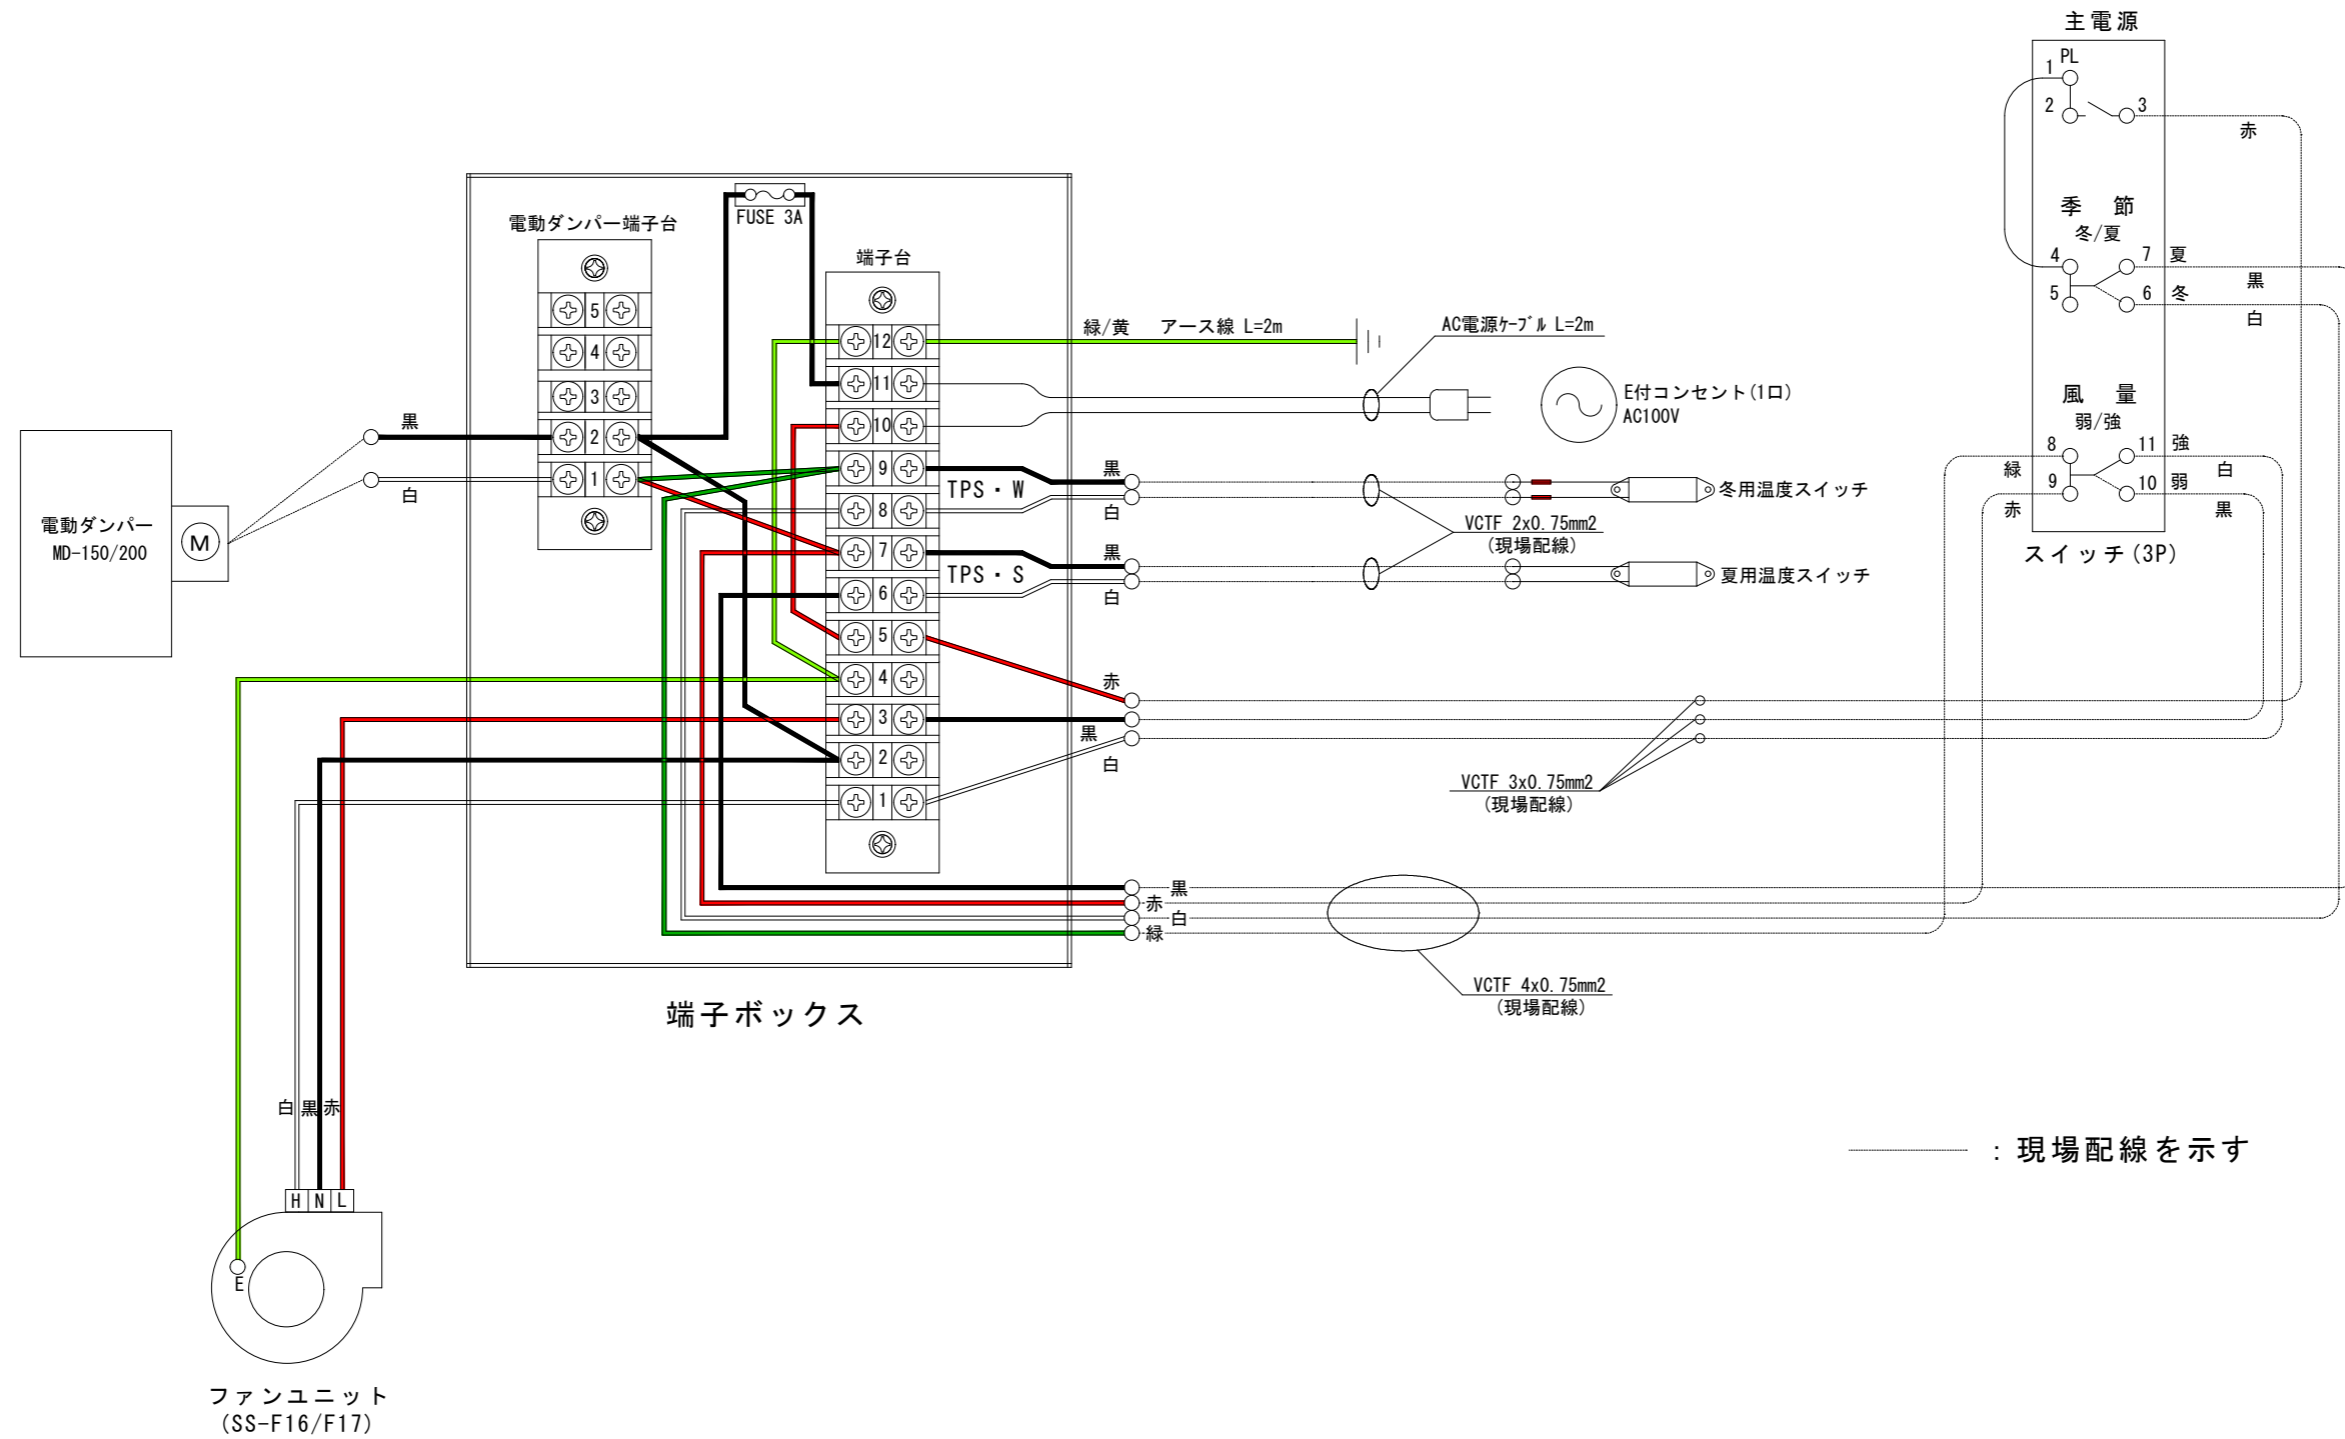 主電源
PL
1
2
3
赤
季 節
冬/夏
4
7 夏
黒
5
6 冬
白
風 量
弱/強
8
11 強
緑
白
9
10 弱
赤
黒
スイッチ(3P)
FUSE 3A
電動ダンパー端子台
5
4
3
2
1
端子台
12
11
10
9
8
7
6
5
4
3
2
1
緑/黄 アース線 L=2m
AC電源ｹｰﾌﾞﾙ L=2m
E付コンセント(1口)
AC100V
黒
白
電動ダンパー
MD-150/200
M
TPS・W
黒
白
冬用温度スイッチ
VCTF 2x0.75mm2
(現場配線)
TPS・S
黒
白
夏用温度スイッチ
赤
黒
白
VCTF 3x0.75mm2
(現場配線)
黒
赤
白
緑
VCTF 4x0.75mm2
(現場配線)
端子ボックス
白
黒
赤
H
N
L
E
ファンユニット
(SS-F16/F17)
：現場配線を示す